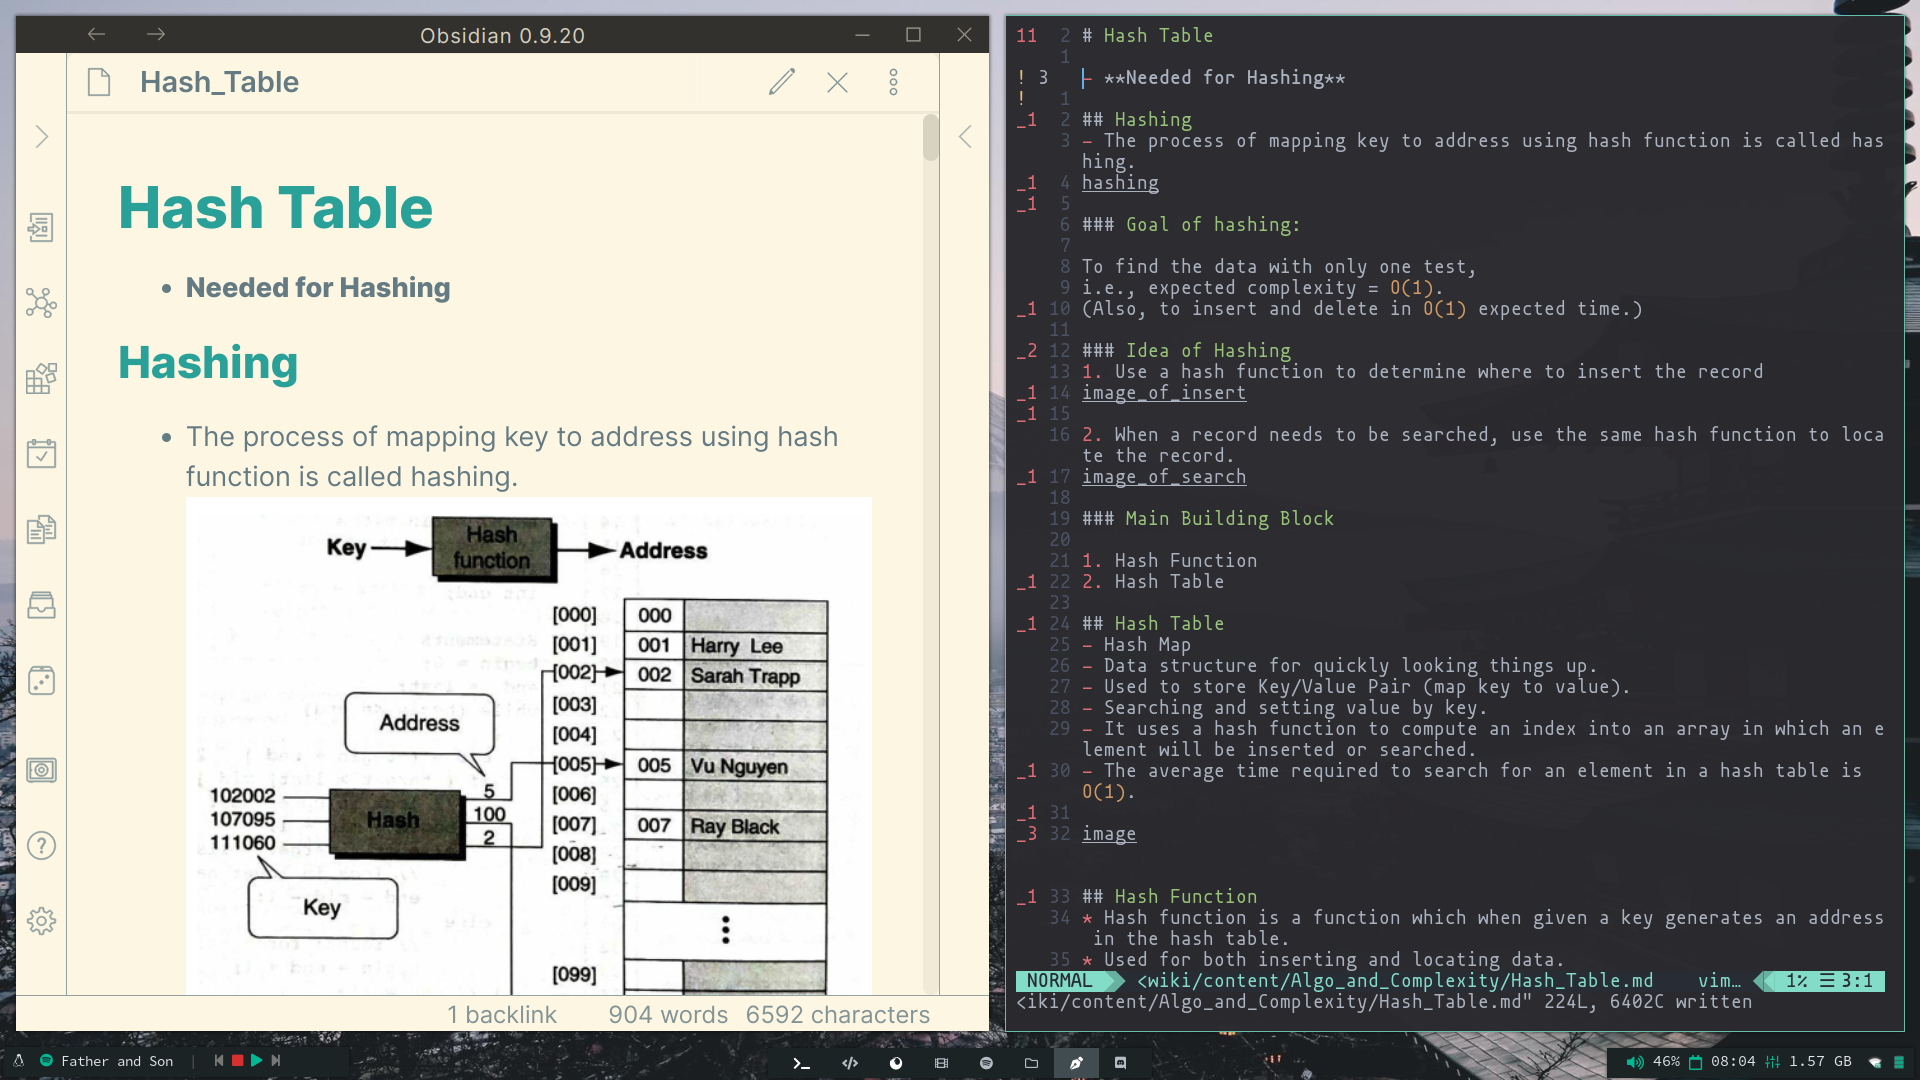 Obsidian 0.9.20
Hash_Table
Hash Table
Needed for Hashing
Hashing
The process of mapping key to address using hash
function is called hashing.
Key
Hash
function
Address
[000] 000
[001] 001 Harry Lee
[002] 002 Sarah Trapp
[003]
[004]
[005] 005 Vu Nguyen
[006]
[007] 007 Ray Black
[008]
[009]
[099]
Address
102002
107095
111060
Hash
5
100
2
Key
1 backlink 904 words 6592 characters
11 2 # Hash Table
1
! 3 - **Needed for Hashing**
! 1
_1 2 ## Hashing
3 - The process of mapping key to address using hash function is called has
hing.
_1 4 hashing
_1 5
6 ### Goal of hashing:
7
8 To find the data with only one test,
9 i.e., expected complexity = O(1).
_1 10 (Also, to insert and delete in O(1) expected time.)
11
_2 12 ### Idea of Hashing
13 1. Use a hash function to determine where to insert the record
_1 14 image_of_insert
_1 15
16 2. When a record needs to be searched, use the same hash function to loca
te the record.
_1 17 image_of_search
18
19 ### Main Building Block
20
21 1. Hash Function
_1 22 2. Hash Table
23
_1 24 ## Hash Table
25 - Hash Map
26 - Data structure for quickly looking things up.
27 - Used to store Key/Value Pair (map key to value).
28 - Searching and setting value by key.
29 - It uses a hash function to compute an index into an array in which an e
lement will be inserted or searched.
_1 30 - The average time required to search for an element in a hash table is
O(1).
_1 31
_3 32 image
_1 33 ## Hash Function
34 * Hash function is a function which when given a key generates an address
in the hash table.
35 * Used for both inserting and locating data.
NORMAL <wiki/content/Algo_and_Complexity/Hash_Table.md vim… 1% ☰ 3:1
<iki/content/Algo_and_Complexity/Hash_Table.md" 224L, 6402C written
Father and Son | 46% 08:04 1.57 GB